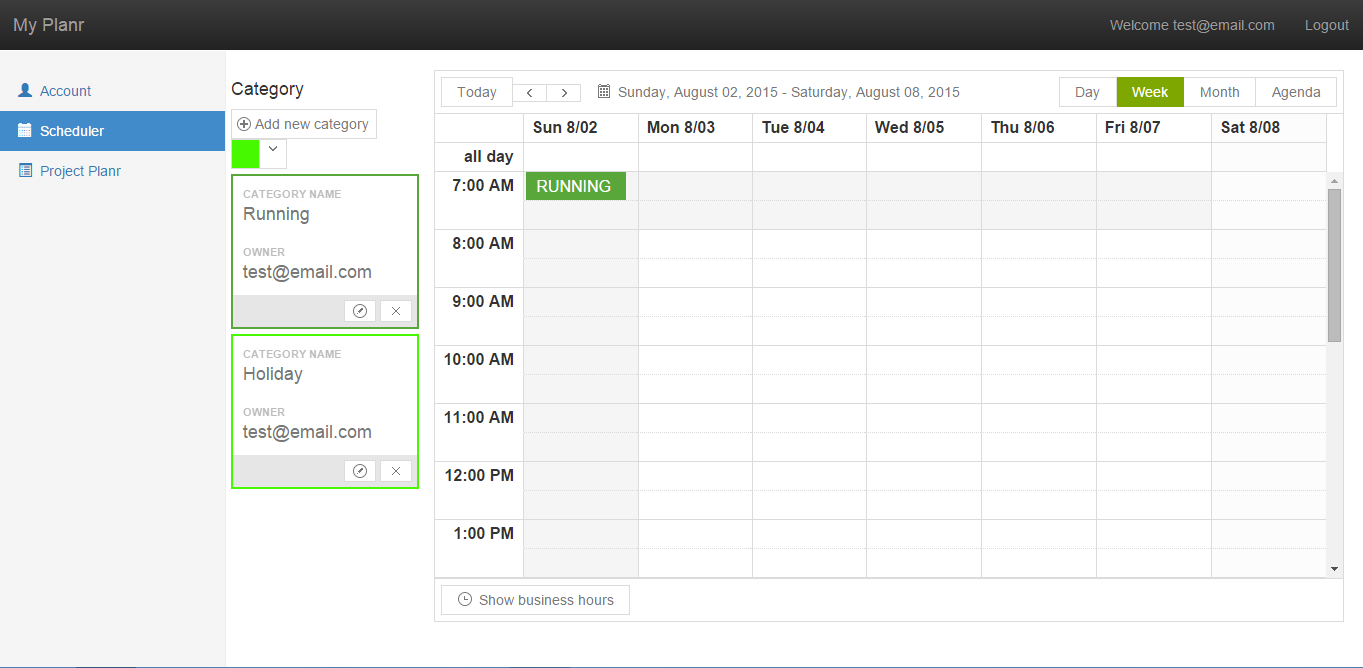 My Planr
Welcome test@email.com
Logout
Account
Scheduler
Project Planr
Category
Add new category
CATEGORY NAME
Running
OWNER
test@email.com
CATEGORY NAME
Holiday
OWNER
test@email.com
Today
Sunday, August 02, 2015 - Saturday, August 08, 2015
Day Week Month Agenda
Sun 8/02 Mon 8/03 Tue 8/04 Wed 8/05 Thu 8/06 Fri 8/07 Sat 8/08
all day
7:00 AM RUNNING
8:00 AM
9:00 AM
10:00 AM
11:00 AM
12:00 PM
1:00 PM
Show business hours